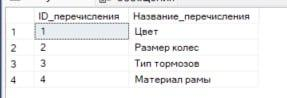 ID_перечисления Название_перечисления
1 1 Цвет
2 2 Размер колес
3 3 Тип тормозов
4 4 Материал рамы